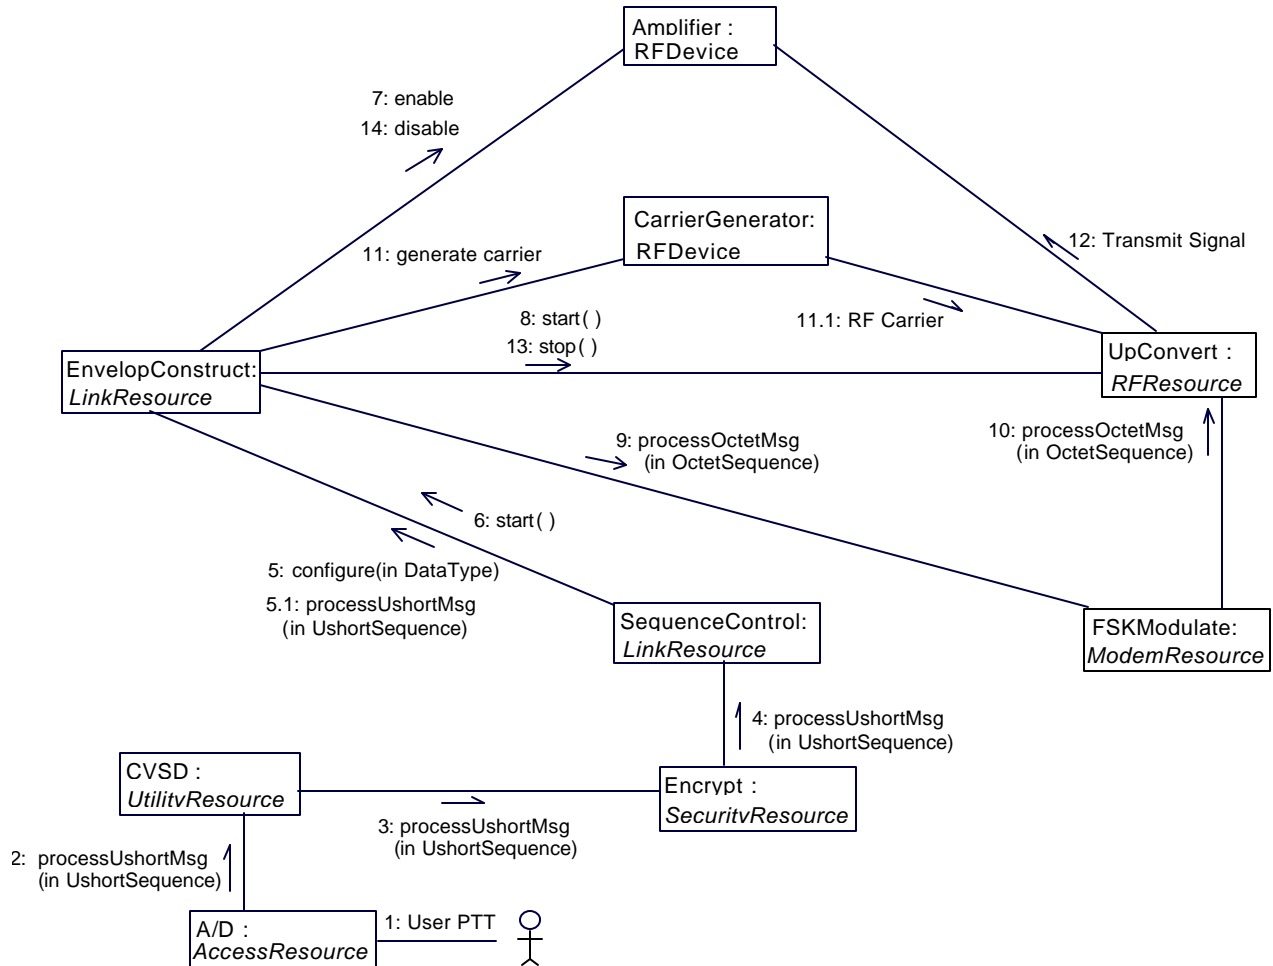 Amplifier :
RFDevice
7: enable
14: disable
CarrierGenerator:
RFDevice
11: generate carrier
12: Transmit Signal
8: start( )
13: stop( )
11.1: RF Carrier
EnvelopConstruct:
LinkResource
UpConvert :
RFResource
9: processOctetMsg
(in OctetSequence)
10: processOctetMsg
(in OctetSequence)
6: start( )
5: configure(in DataType)
5.1: processUshortMsg
(in UshortSequence)
SequenceControl:
LinkResource
FSKModulate:
ModemResource
4: processUshortMsg
(in UshortSequence)
CVSD :
UtilityResource
Encrypt :
SecurityResource
3: processUshortMsg
(in UshortSequence)
2: processUshortMsg
(in UshortSequence)
A/D :
AccessResource
1: User PTT